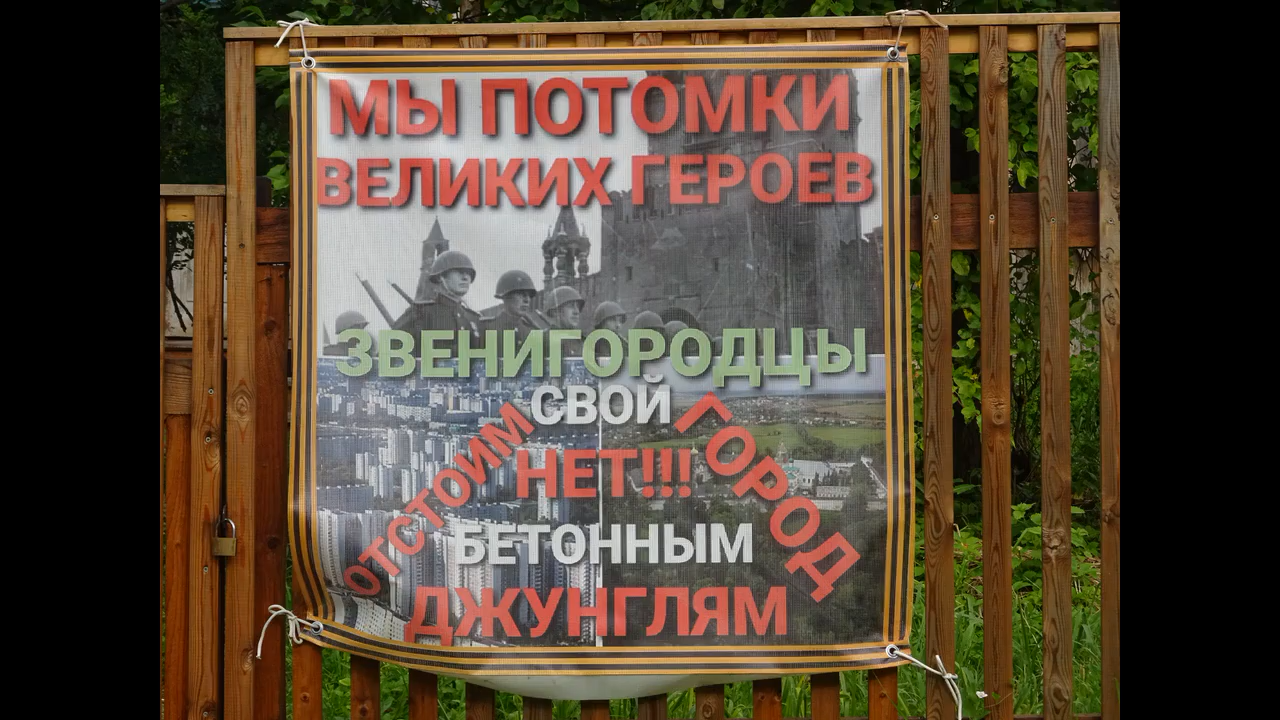 МЫ ПОТОМКИ
ВЕЛИКИХ ГЕРОЕВ
ЗВЕНИГОРОДЦЫ
ОТСТОИМ
СВОЙ
ГОРОД
НЕТ!!!
БЕТОННЫМ
ДЖУНГЛЯМ